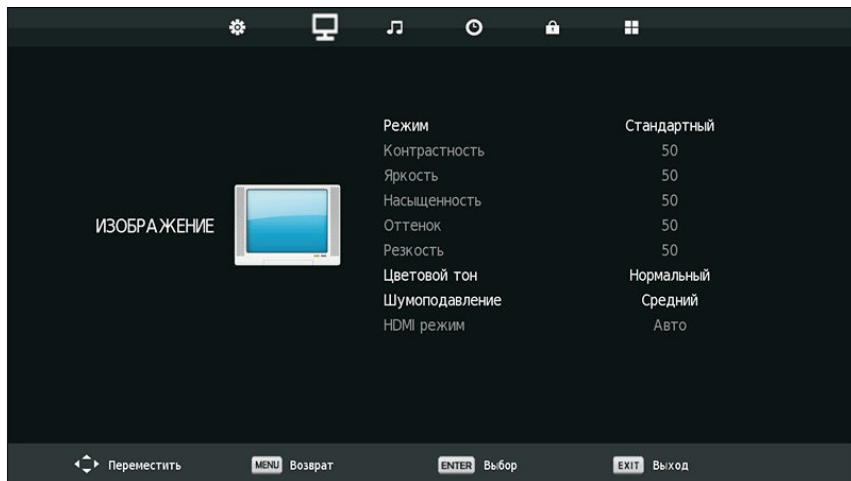 Режим Стандартный
Контрастность 50
Яркость 50
Насыщенность 50
ИЗОБРАЖЕНИЕ
Оттенок 50
Резкость 50
Цветовой тон Нормальный
Шумоподавление Средний
HDMI режим Авто
Переместить MENU Возврат ENTER Выбор EXIT Выход